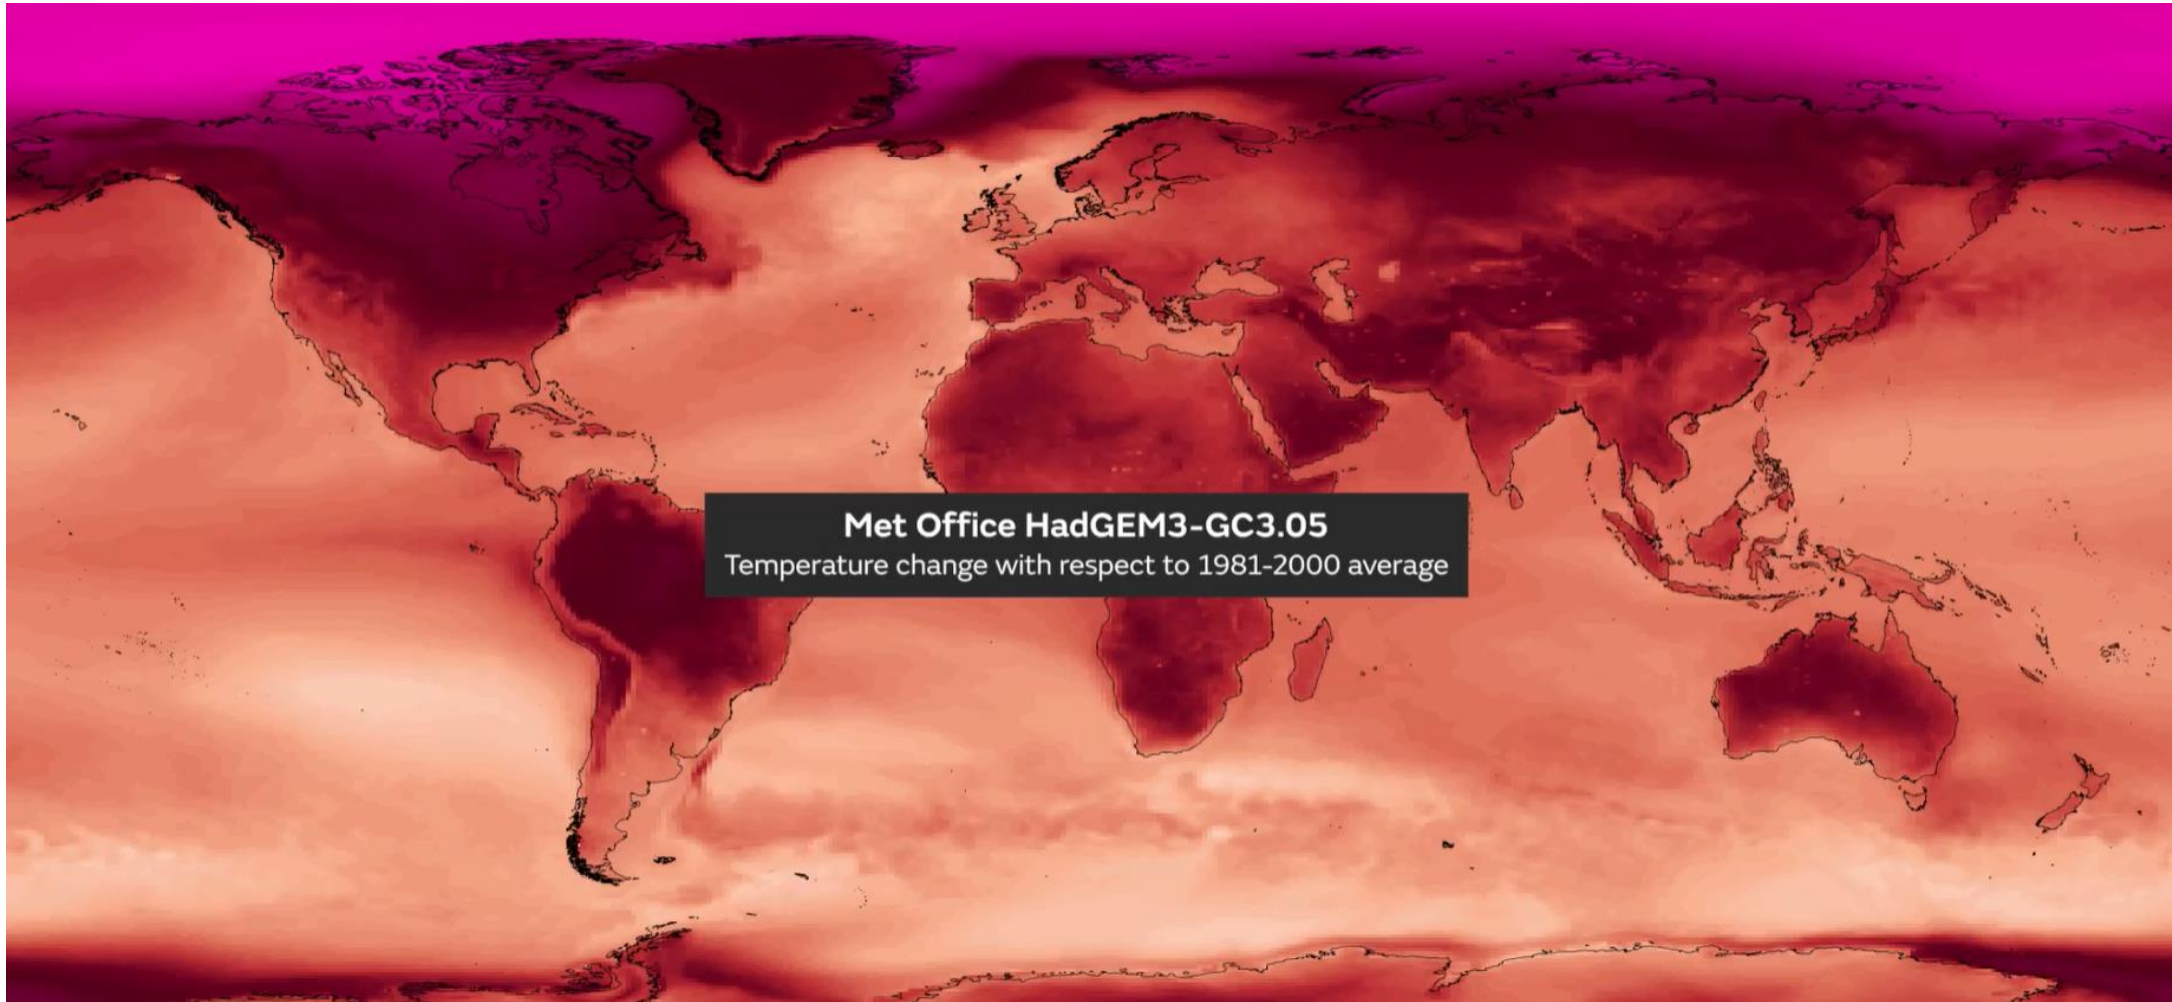 Met Office HadGEM3-GC3.05
Temperature change with respect to 1981-2000 average